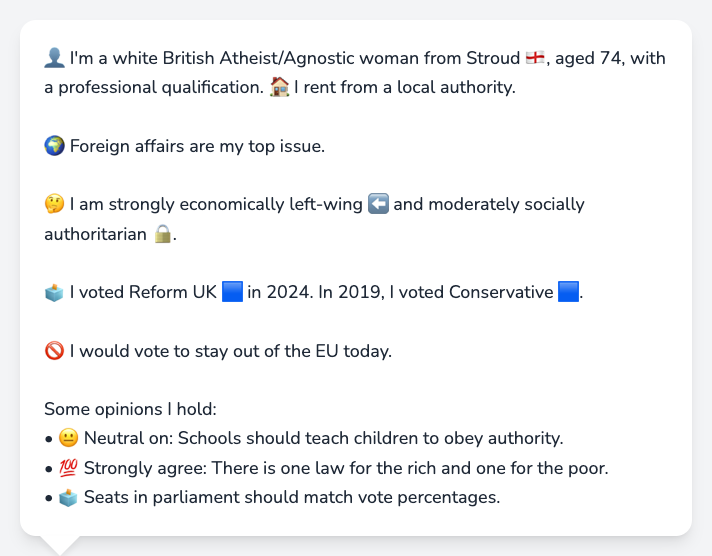 👤 I'm a white British Atheist/Agnostic woman from Stroud 🏴󠁧󠁢󠁥󠁮󠁧󠁿, aged 74, with
a professional qualification. 🏠 I rent from a local authority.
🌍 Foreign affairs are my top issue.
🤔 I am strongly economically left-wing ⬅️ and moderately socially
authoritarian 🔒.
🗳️ I voted Reform UK 🟦 in 2024. In 2019, I voted Conservative 🟦.
🚫 I would vote to stay out of the EU today.
Some opinions I hold:
• 😐 Neutral on: Schools should teach children to obey authority.
• 💯 Strongly agree: There is one law for the rich and one for the poor.
• 🗳️ Seats in parliament should match vote percentages.